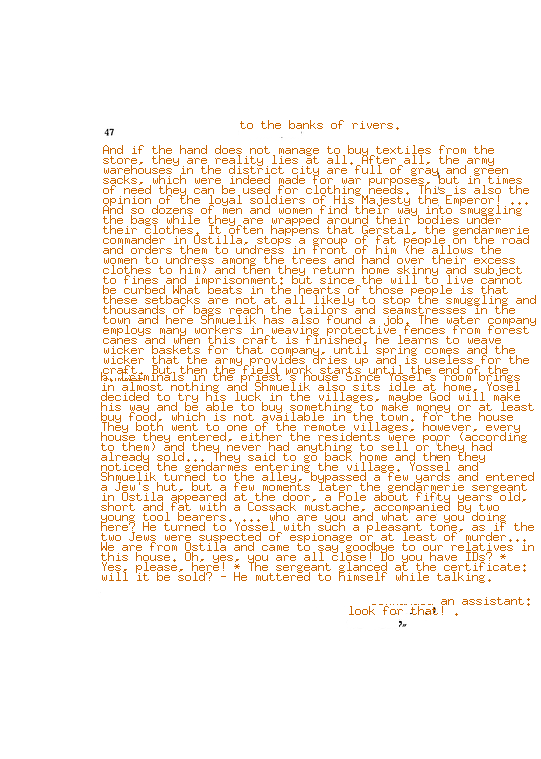 to the banks of rivers.
47
And if the hand does not manage to buy textiles from the
store, they are reality lies at all. After all, the army
warehouses in the district city are full of gray and green
sacks, which were indeed made for war purposes, but in times
of need they can be used for clothing needs. This is also the
opinion of the loyal soldiers of His Majesty the Emperor! ...
And so dozens of men and women find their way into smuggling
the bags while they are wrapped around their bodies under
their clothes. It often happens that Gerstal, the gendarmerie
commander in Ostilla, stops a group of fat people on the road
and orders them to undress in front of him (he allows the
women to undress among the trees and hand over their excess
clothes to him) and then they return home skinny and subject
to fines and imprisonment; but since the will to live cannot
be curbed What beats in the hearts of those people is that
these setbacks are not at all likely to stop the smuggling and
thousands of bags reach the tailors and seamstresses in the
town and here Shmuelik has also found a job. The water company
employs many workers in weaving protective fences from forest
canes and when this craft is finished, he learns to weave
wicker baskets for that company, until spring comes and the
wicker that the army provides dries up and is useless for the
craft. But then the field work starts until the end of the
in the priest's house Since Yosel's room brings
in almost nothing and Shmuelik also sits idle at home, Yosel
decided to try his luck in the villages, maybe God will make
his way and be able to buy something to make money or at least
buy food, which is not available in the town. for the house
They both went to one of the remote villages, however, every
house they entered, either the residents were poor (according
to them) and they never had anything to sell or they had
already sold... They said to go back home and then they
noticed the gendarmes entering the village. Yossel and
Shmuelik turned to the alley, bypassed a few yards and entered
a Jew's hut, but a few moments later the gendarmerie sergeant
in Ostila appeared at the door, a Pole about fifty years old,
short and fat with a Cossack mustache, accompanied by two
young tool bearers. ... who are you and what are you doing
here? He turned to Yossel with such a pleasant tone, as if the
two Jews were suspected of espionage or at least of murder...
We are from Ostila and came to say goodbye to our relatives in
this house. Oh, yes, you are all close! Do you have IDs? *
Yes, please, here! * The sergeant glanced at the certificate:
will it be sold? - He muttered to himself while talking.
an assistant:
look for that! .